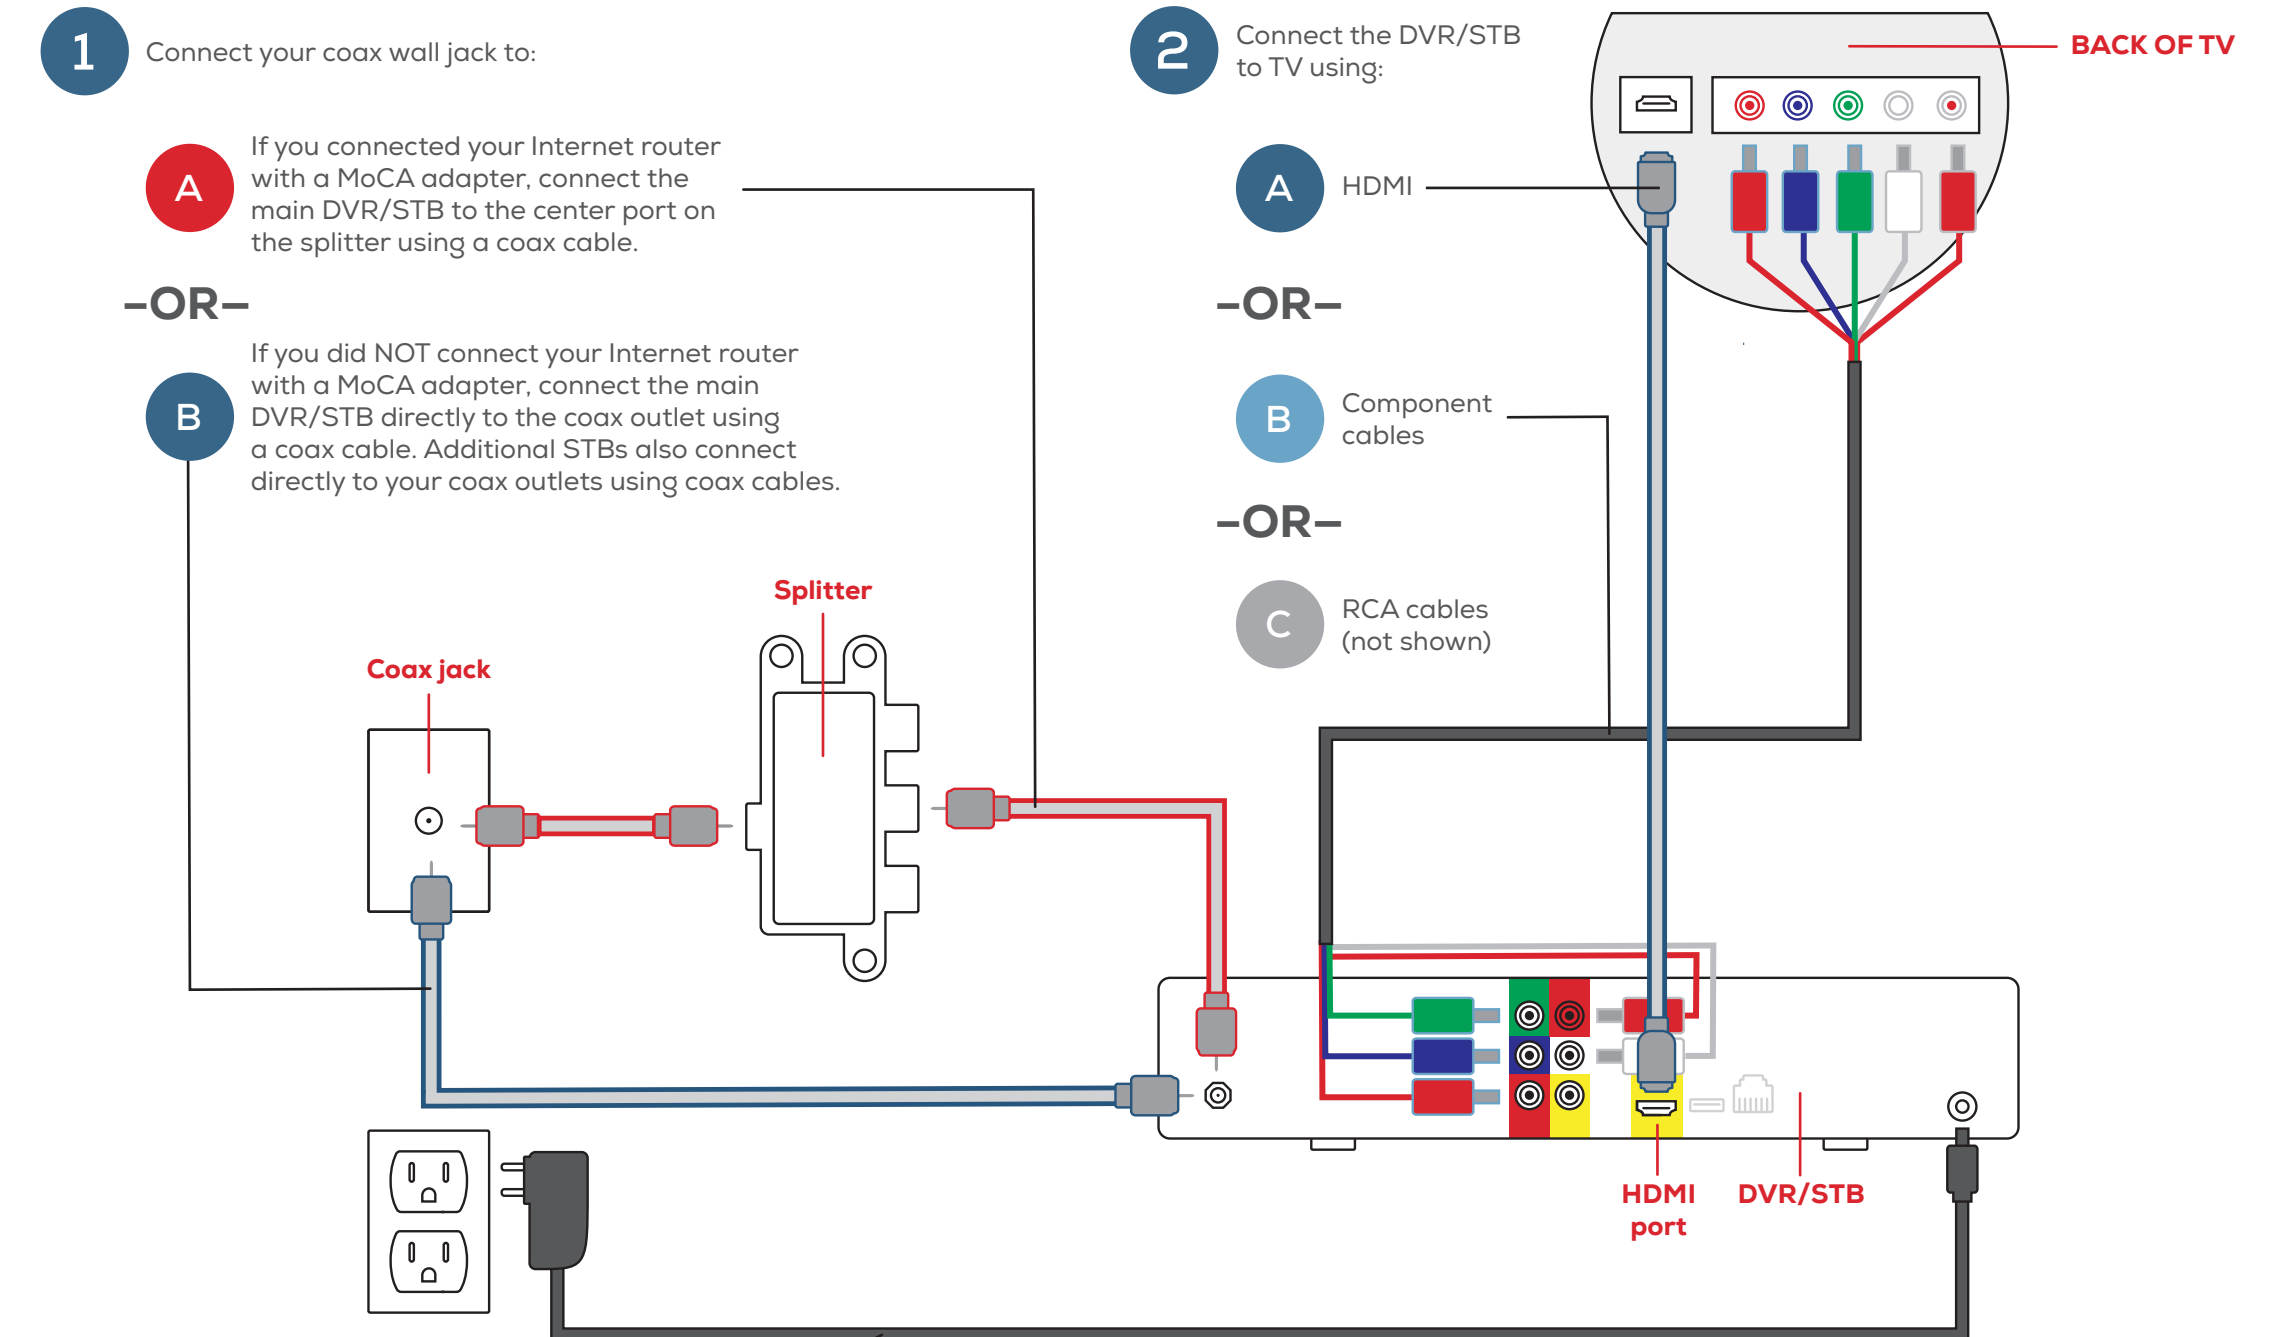 1
Connect your coax wall jack to:
A
If you connected your Internet router
with a MoCA adapter, connect the
main DVR/STB to the center port on
the splitter using a coax cable.
–OR–
B
If you did NOT connect your Internet router
with a MoCA adapter, connect the main
DVR/STB directly to the coax outlet using
a coax cable. Additional STBs also connect
directly to your coax outlets using coax cables.
Splitter
Coax jack
2
Connect the DVR/STB
to TV using:
BACK OF TV
A
HDMI
–OR–
B
Component
cables
–OR–
C
RCA cables
(not shown)
HDMI
port
DVR/STB